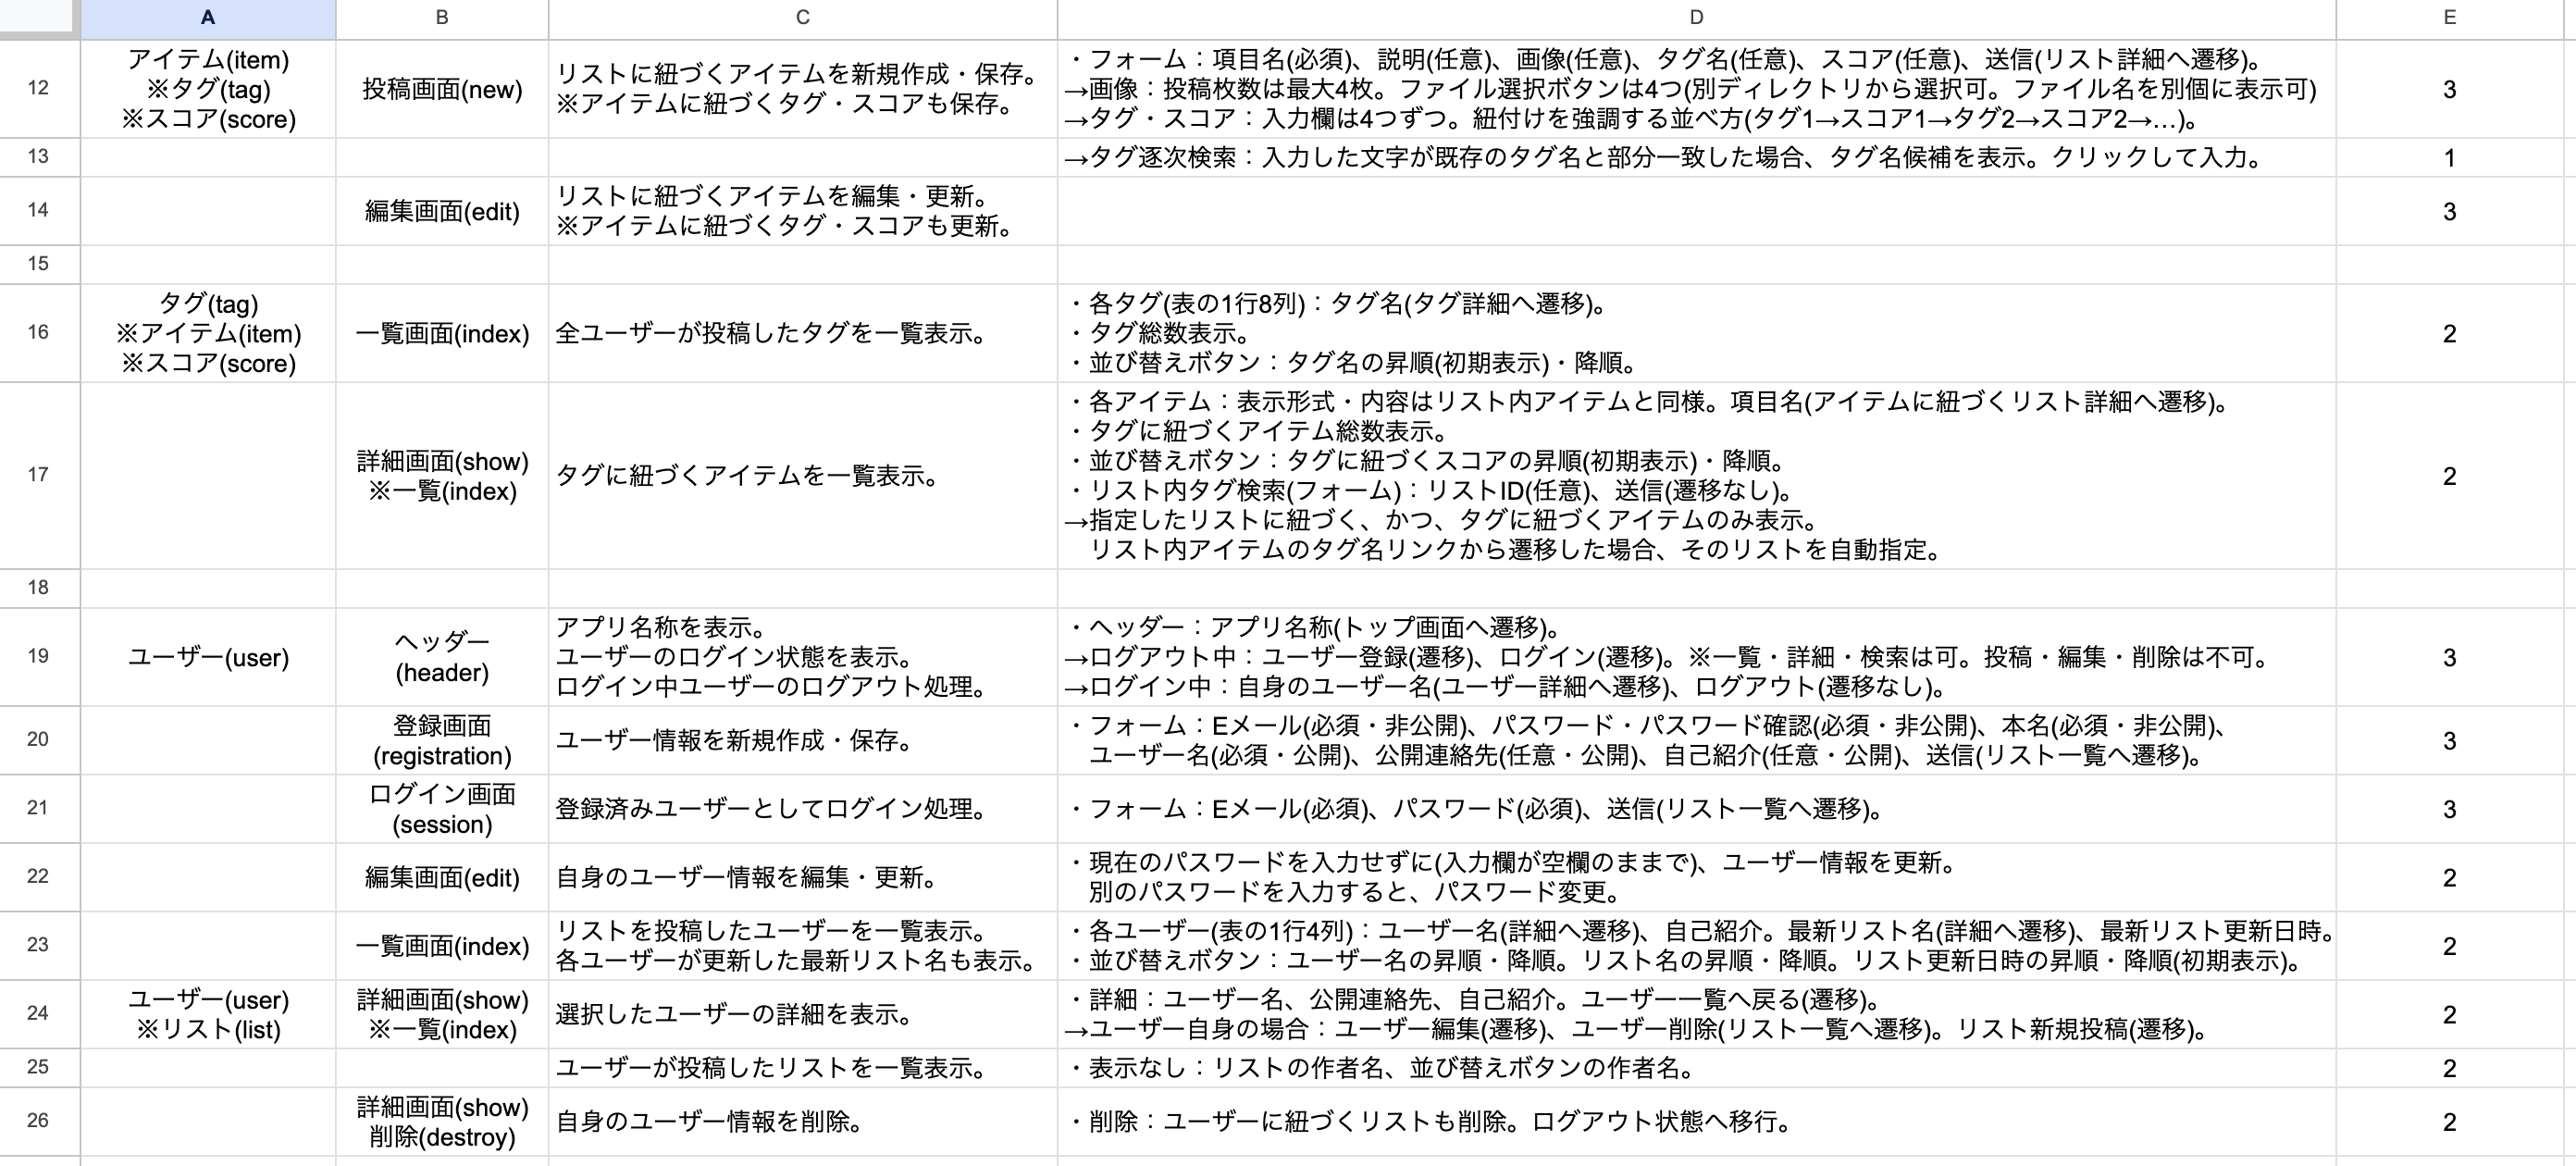 A B C D E
12
アイテム(item)
※タグ(tag)
※スコア(score)
投稿画面(new)
リストに紐づくアイテムを新規作成・保存。
※アイテムに紐づくタグ・スコアも保存。
・フォーム：項目名(必須)、説明(任意)、画像(任意)、タグ名(任意)、スコア(任意)、送信(リスト詳細へ遷移)。
→画像：投稿枚数は最大4枚。ファイル選択ボタンは4つ(別ディレクトリから選択可。ファイル名を別個に表示可)
→タグ・スコア：入力欄は4つずつ。紐付けを強調する並べ方(タグ1→スコア1→タグ2→スコア2→…)。
3
13
→タグ逐次検索：入力した文字が既存のタグ名と部分一致した場合、タグ名候補を表示。クリックして入力。
1
14
編集画面(edit)
リストに紐づくアイテムを編集・更新。
※アイテムに紐づくタグ・スコアも更新。
3
15
16
タグ(tag)
※アイテム(item)
※スコア(score)
一覧画面(index)
全ユーザーが投稿したタグを一覧表示。
・各タグ(表の1行8列)：タグ名(タグ詳細へ遷移)。
・タグ総数表示。
・並び替えボタン：タグ名の昇順(初期表示)・降順。
2
17
詳細画面(show)
※一覧(index)
タグに紐づくアイテムを一覧表示。
・各アイテム：表示形式・内容はリスト内アイテムと同様。項目名(アイテムに紐づくリスト詳細へ遷移)。
・タグに紐づくアイテム総数表示。
・並び替えボタン：タグに紐づくスコアの昇順(初期表示)・降順。
・リスト内タグ検索(フォーム)：リストID(任意)、送信(遷移なし)。
→指定したリストに紐づく、かつ、タグに紐づくアイテムのみ表示。
リスト内アイテムのタグ名リンクから遷移した場合、そのリストを自動指定。
2
18
19
ユーザー(user)
ヘッダー
(header)
アプリ名称を表示。
ユーザーのログイン状態を表示。
ログイン中ユーザーのログアウト処理。
・ヘッダー：アプリ名称(トップ画面へ遷移)。
→ログアウト中：ユーザー登録(遷移)、ログイン(遷移)。※一覧・詳細・検索は可。投稿・編集・削除は不可。
→ログイン中：自身のユーザー名(ユーザー詳細へ遷移)、ログアウト(遷移なし)。
3
20
登録画面
(registration)
ユーザー情報を新規作成・保存。
・フォーム：Eメール(必須・非公開)、パスワード・パスワード確認(必須・非公開)、本名(必須・非公開)、
ユーザー名(必須・公開)、公開連絡先(任意・公開)、自己紹介(任意・公開)、送信(リスト一覧へ遷移)。
3
21
ログイン画面
(session)
登録済みユーザーとしてログイン処理。
・フォーム：Eメール(必須)、パスワード(必須)、送信(リスト一覧へ遷移)。
3
22
編集画面(edit)
自身のユーザー情報を編集・更新。
・現在のパスワードを入力せずに(入力欄が空欄のままで)、ユーザー情報を更新。
別のパスワードを入力すると、パスワード変更。
2
23
一覧画面(index)
リストを投稿したユーザーを一覧表示。
各ユーザーが更新した最新リスト名も表示。
・各ユーザー(表の1行4列)：ユーザー名(詳細へ遷移)、自己紹介。最新リスト名(詳細へ遷移)、最新リスト更新日時。
・並び替えボタン：ユーザー名の昇順・降順。リスト名の昇順・降順。リスト更新日時の昇順・降順(初期表示)。
2
24
ユーザー(user)
※リスト(list)
詳細画面(show)
※一覧(index)
選択したユーザーの詳細を表示。
・詳細：ユーザー名、公開連絡先、自己紹介。ユーザー一覧へ戻る(遷移)。
→ユーザー自身の場合：ユーザー編集(遷移)、ユーザー削除(リスト一覧へ遷移)。リスト新規投稿(遷移)。
2
25
ユーザーが投稿したリストを一覧表示。
・表示なし：リストの作者名、並び替えボタンの作者名。
2
26
詳細画面(show)
削除(destroy)
自身のユーザー情報を削除。
・削除：ユーザーに紐づくリストも削除。ログアウト状態へ移行。
2